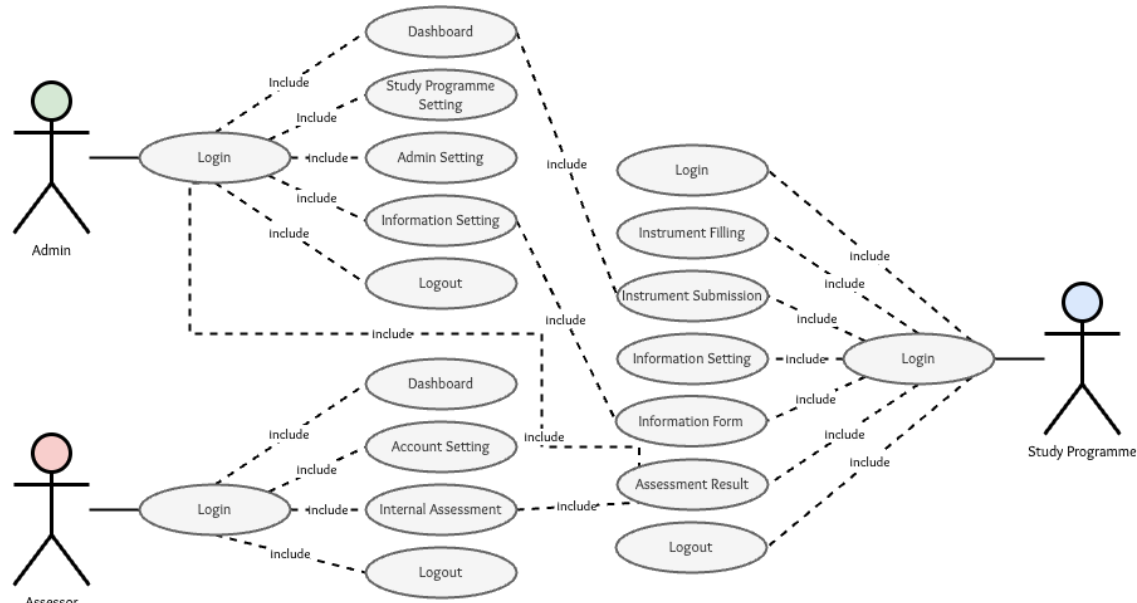 Dashboard
Include
Study Programme
Setting
Include
Login
Include
Admin Setting
Include
Information Setting
Include
Logout
Admin
include
Login
Instrument Filling
Instrument Submission
Information Setting
Information Form
Assessment Result
Logout
include
include
include
include
include
include
include
Login
Study Programme
include
include
include
Dashboard
Include
Account Setting
Include
Login
Include
Internal Assessment
Include
Include
Logout
Assessor